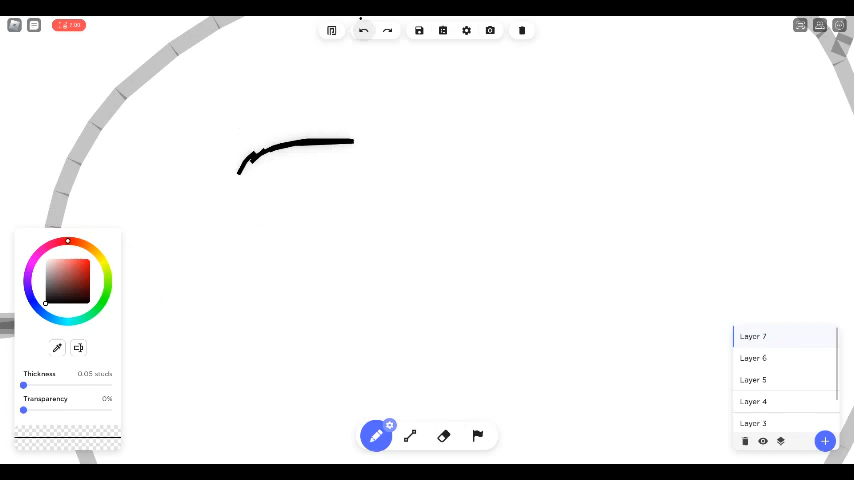 Layer 7
Layer 6
Layer 5
Layer 4
Layer 3
Thickness 0.05 studs
Transparency 0%